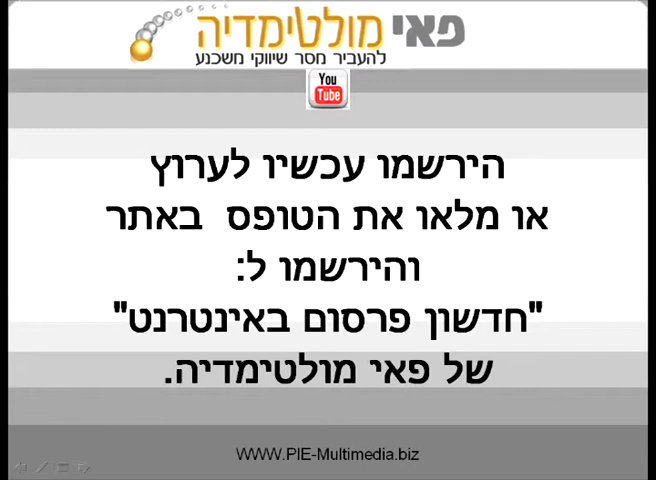 פאי מולטימדיה
להעביר מסר שיווקי משכנע
You
Tube
הירשמו עכשיו לערוץ
או מלאו את הטופס באתר
והירשמו ל:
"חדשון פרסום באינטרנט"
של פאי מולטימדיה.
WWW.PIE-Multimedia.biz